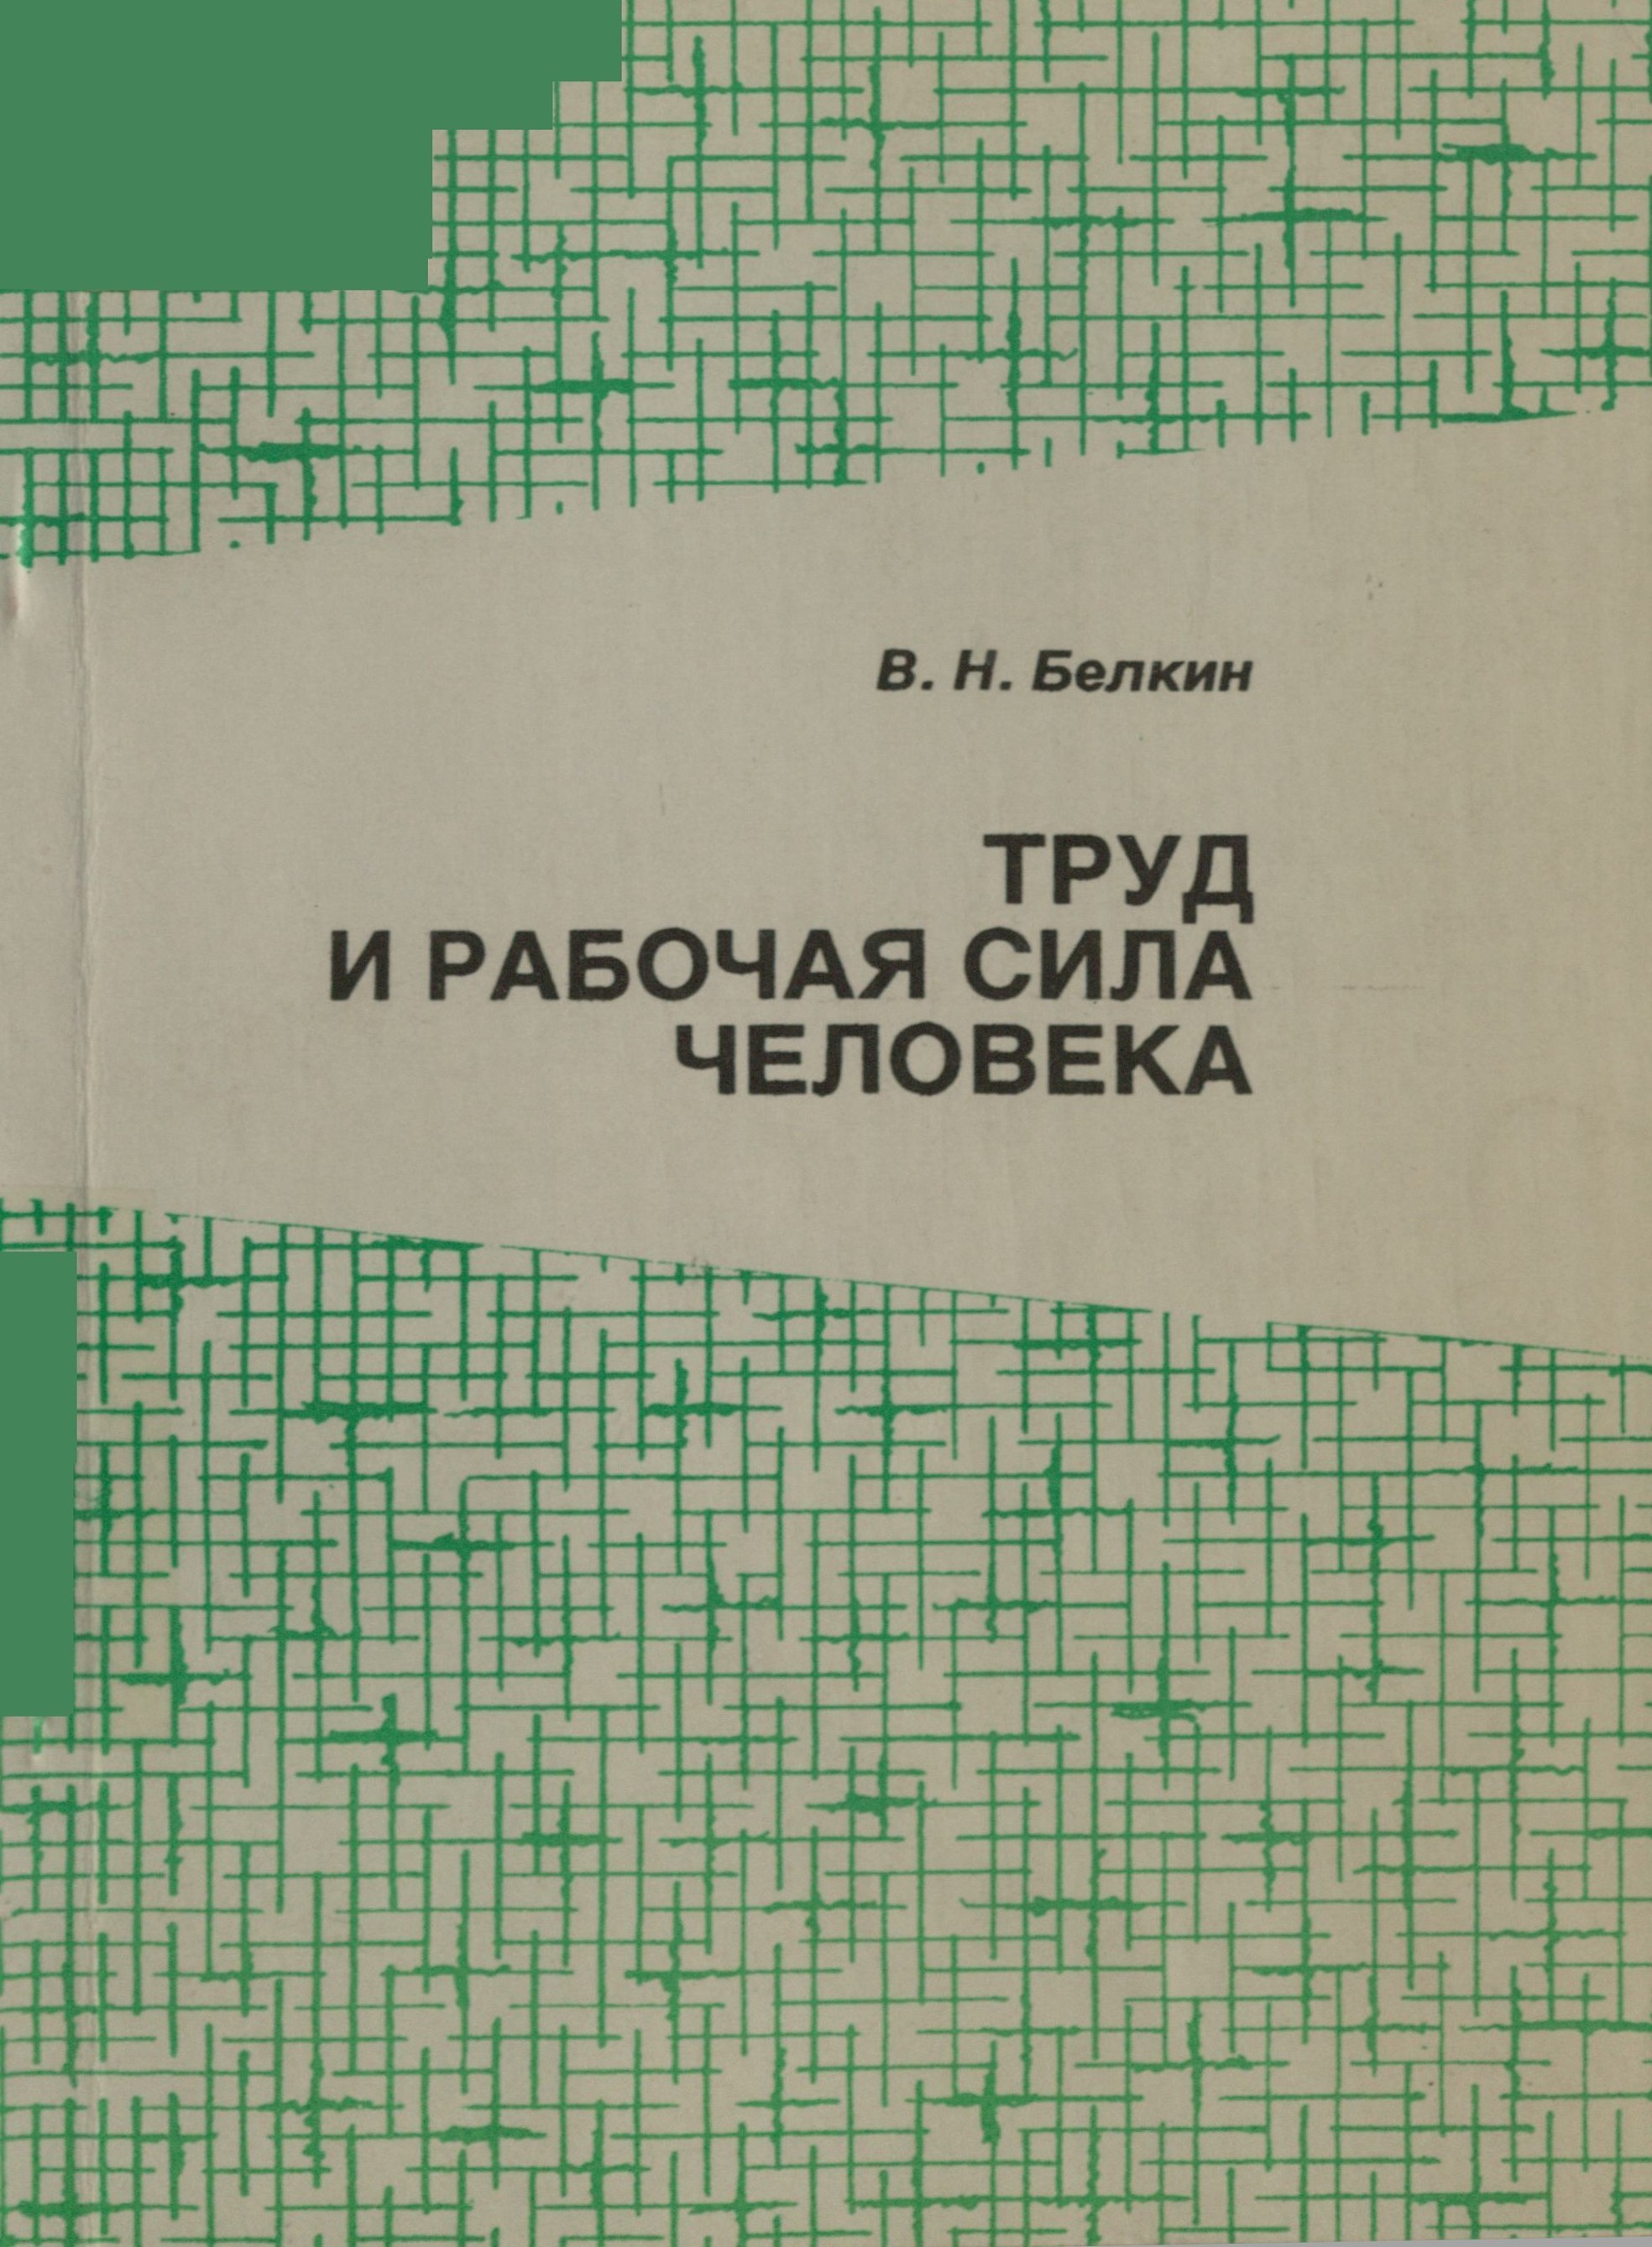 В. Н. Белкин
ТРУД
И РАБОЧАЯ СИЛА
ЧЕЛОВЕКА